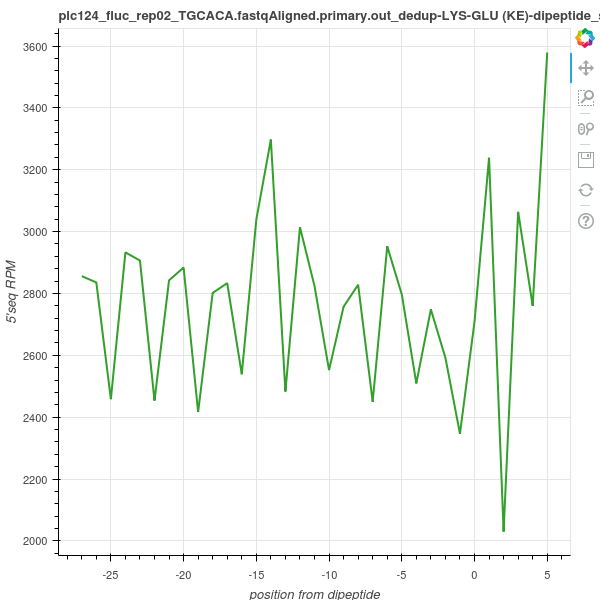 plc124_fluc_rep02_TGCACA.fastqAligned.primary.out_dedup-LYS-GLU (KE)-dipeptide_
3600
3400
3200
3000
2800
2600
2400
2200
2000
5'seq RPM
-25 -20 -15 -10 -5 0 5
position from dipeptide